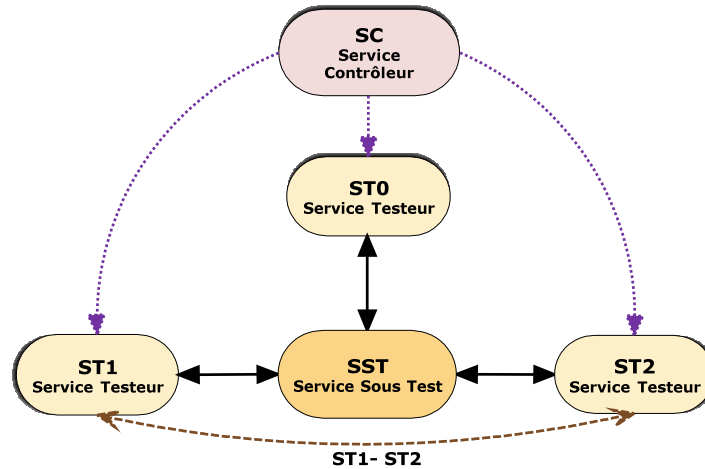 SC
Service
Contrôleur
ST0
Service Testeur
ST1
Service Testeur
SST
Service Sous Test
ST2
Service Testeur
ST1- ST2